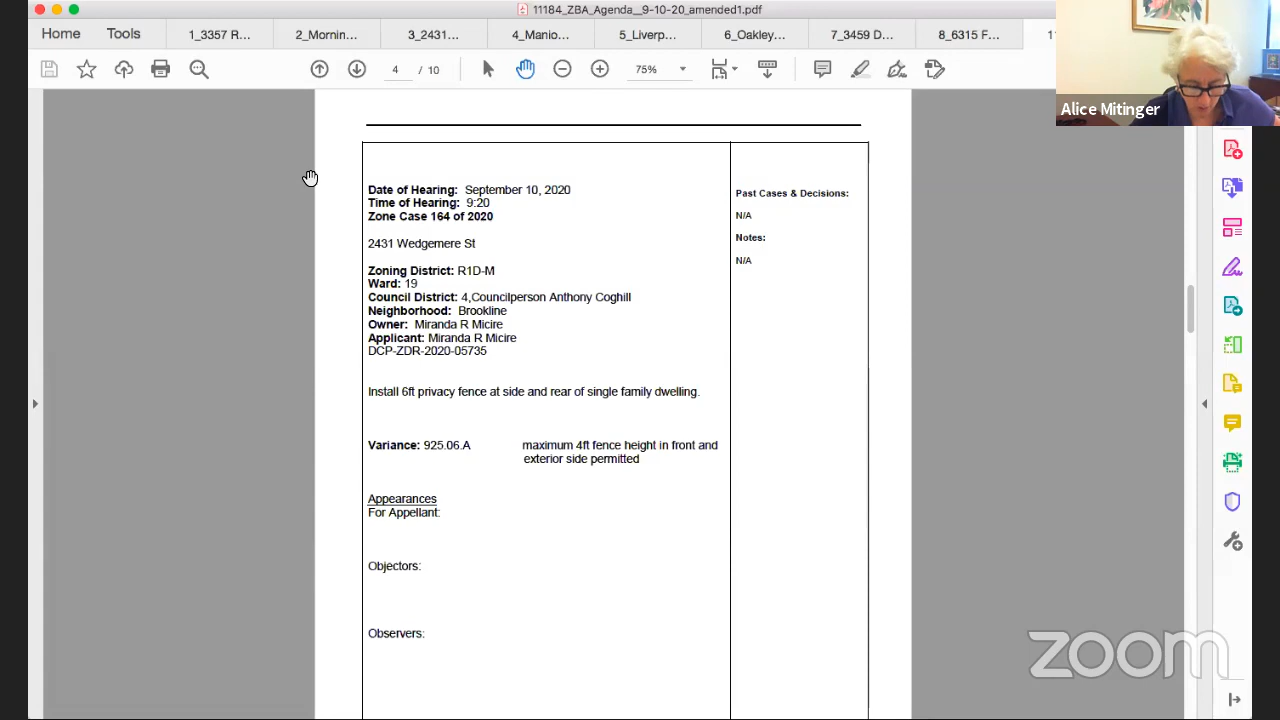 11184_ZBA_Agenda__9-10-20_amended1.pdf
Home
Tools
1_3357 R...
2_Mornin...
3_2431...
4_Manio...
5_Liverp...
6_Oakley...
7_3459 D...
8_6315 F...
4 / 10
75%
Alice Mitinger
Date of Hearing: September 10, 2020
Time of Hearing: 9:20
Zone Case 164 of 2020
2431 Wedgemere St
Zoning District: R1D-M
Ward: 19
Council District: 4,Councilperson Anthony Coghill
Neighborhood: Brookline
Owner: Miranda R Micire
Applicant: Miranda R Micire
DCP-ZDR-2020-05735
Install 6ft privacy fence at side and rear of single family dwelling.
Variance: 925.06.A maximum 4ft fence height in front and
exterior side permitted
Appearances
For Appellant:
Objectors:
Observers:
Past Cases & Decisions:
N/A
Notes:
N/A
zoom